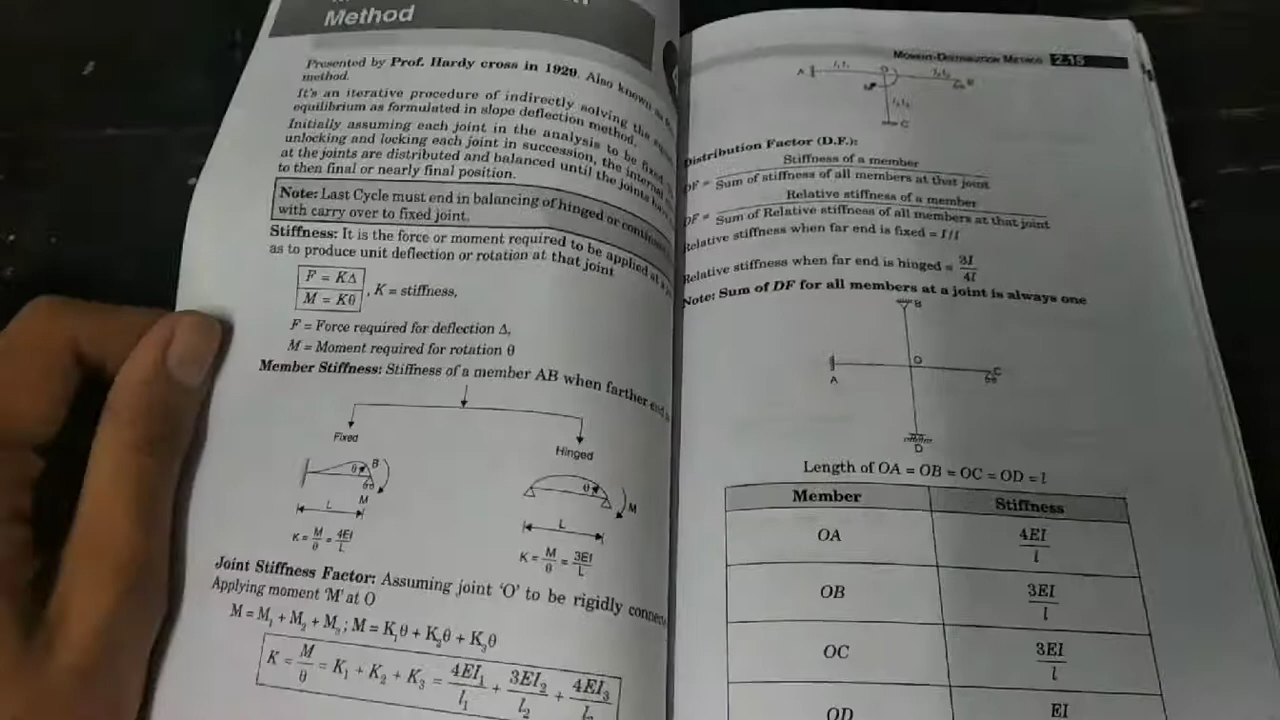 Method
Presented by Prof. Hardy cross in 1929. Also known as
method.
It's an iterative procedure of indirectly solving the
equilibrium as formulated in slope deflection method.
Initially assuming each joint in the analysis to be fixed
unlocking and locking each joint in succession, the internal
at the joints are distributed and balanced until the joints have
to then final or nearly final position.
Note: Last Cycle must end in balancing of hinged or
with carry over to fixed joint.
Stiffness: It is the force or moment required to be applied at a
as to produce unit deflection or rotation at that joint
F = KΔ
M = Kθ
, K = stiffness,
F = Force required for deflection Δ,
M = Moment required for rotation θ
Member Stiffness: Stiffness of a member AB when farther end
Fixed
Hinged
θ B
M
L
K = M/θ = 4EI/L
θ
M
L
K = M/θ = 3EI/L
Joint Stiffness Factor: Assuming joint 'O' to be rigidly
Applying moment 'M' at O
M = M₁ + M₂ + M₃; M = K₁θ + K₂θ + K₃θ
K = M/θ = K₁ + K₂ + K₃ = 4EI₁/l₁ + 3EI₂/l₂ + 4EI₃/
Moment-Distribution Method 2.15
A
C
Distribution Factor (D.F.):
DF = Stiffness of a member / Sum of stiffness of all members at that joint
DF = Relative stiffness of a member / Sum of Relative stiffness of all members at that joint
Relative stiffness when far end is fixed = I/l
Relative stiffness when far end is hinged = 3I/4l
Note: Sum of DF for all members at a joint is always one
B
O
A
C
D
Length of OA = OB = OC = OD = l
Member Stiffness
OA 4EI/l
OB 3EI/l
OC 3EI/l
OD EI